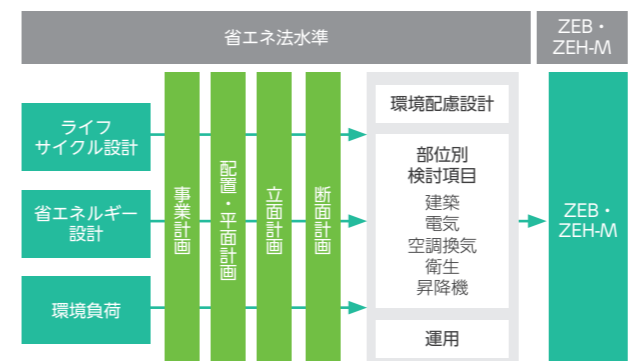 省エネ法水準
ZEB・
ZEH-M
ライフ
サイクル設計
省エネルギー
設計
環境負荷
事業計画
配置・平面計画
立面計画
断面計画
環境配慮設計
部位別
検討項目
建築
電気
空調換気
衛生
昇降機
運用
ZEB・
ZEH-M